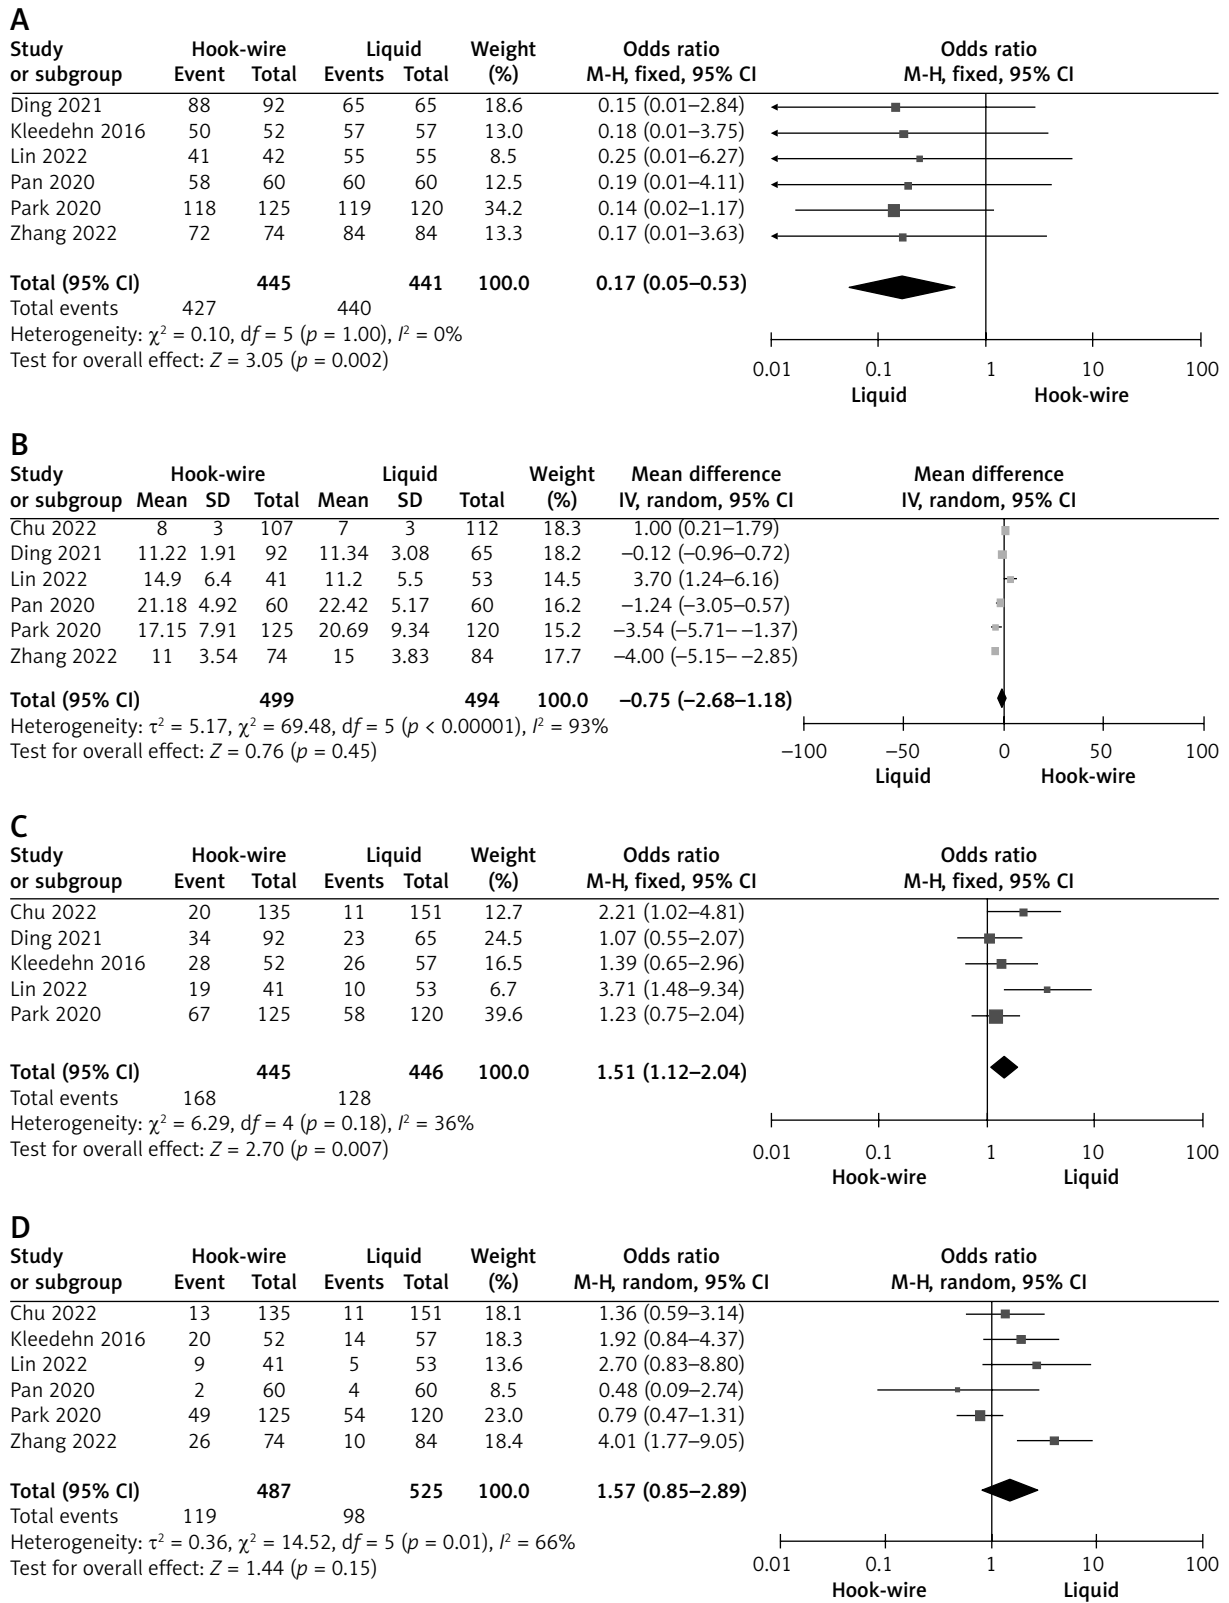 A
Study Hook-wire Liquid Weight Odds ratio Odds ratio
or subgroup Event Total Events Total (%) M-H, fixed, 95% CI M-H, fixed, 95% CI
Ding 2021 88 92 65 65 18.6 0.15 (0.01–2.84)
Kleedehn 2016 50 52 57 57 13.0 0.18 (0.01–3.75)
Lin 2022 41 42 55 55 8.5 0.25 (0.01–6.27)
Pan 2020 58 60 60 60 12.5 0.19 (0.01–4.11)
Park 2020 118 125 119 120 34.2 0.14 (0.02–1.17)
Zhang 2022 72 74 84 84 13.3 0.17 (0.01–3.63)
Total (95% CI) 445 441 100.0 0.17 (0.05–0.53)
Total events 427 440
Heterogeneity: χ² = 0.10, df = 5 (p = 1.00), I² = 0%
Test for overall effect: Z = 3.05 (p = 0.002)
0.01 0.1 1 10 100
Liquid Hook-wire
B
Study Hook-wire Liquid Weight Mean difference Mean difference
or subgroup Mean SD Total Mean SD Total (%) IV, random, 95% CI IV, random, 95% CI
Chu 2022 8 3 107 7 3 112 18.3 1.00 (0.21–1.79)
Ding 2021 11.22 1.91 92 11.34 3.08 65 18.2 −0.12 (−0.96–0.72)
Lin 2022 14.9 6.4 41 11.2 5.5 53 14.5 3.70 (1.24–6.16)
Pan 2020 21.18 4.92 60 22.42 5.17 60 16.2 −1.24 (−3.05–0.57)
Park 2020 17.15 7.91 125 20.69 9.34 120 15.2 −3.54 (−5.71– −1.37)
Zhang 2022 11 3.54 74 15 3.83 84 17.7 −4.00 (−5.15– −2.85)
Total (95% CI) 499 494 100.0 −0.75 (−2.68–1.18)
Heterogeneity: τ² = 5.17, χ² = 69.48, df = 5 (p < 0.00001), I² = 93%
Test for overall effect: Z = 0.76 (p = 0.45)
−100 −50 0 50 100
Liquid Hook-wire
C
Study Hook-wire Liquid Weight Odds ratio Odds ratio
or subgroup Event Total Events Total (%) M-H, fixed, 95% CI M-H, fixed, 95% CI
Chu 2022 20 135 11 151 12.7 2.21 (1.02–4.81)
Ding 2021 34 92 23 65 24.5 1.07 (0.55–2.07)
Kleedehn 2016 28 52 26 57 16.5 1.39 (0.65–2.96)
Lin 2022 19 41 10 53 6.7 3.71 (1.48–9.34)
Park 2020 67 125 58 120 39.6 1.23 (0.75–2.04)
Total (95% CI) 445 446 100.0 1.51 (1.12–2.04)
Total events 168 128
Heterogeneity: χ² = 6.29, df = 4 (p = 0.18), I² = 36%
Test for overall effect: Z = 2.70 (p = 0.007)
0.01 0.1 1 10 100
Hook-wire Liquid
D
Study Hook-wire Liquid Weight Odds ratio Odds ratio
or subgroup Event Total Events Total (%) M-H, random, 95% CI M-H, random, 95% CI
Chu 2022 13 135 11 151 18.1 1.36 (0.59–3.14)
Kleedehn 2016 20 52 14 57 18.3 1.92 (0.84–4.37)
Lin 2022 9 41 5 53 13.6 2.70 (0.83–8.80)
Pan 2020 2 60 4 60 8.5 0.48 (0.09–2.74)
Park 2020 49 125 54 120 23.0 0.79 (0.47–1.31)
Zhang 2022 26 74 10 84 18.4 4.01 (1.77–9.05)
Total (95% CI) 487 525 100.0 1.57 (0.85–2.89)
Total events 119 98
Heterogeneity: τ² = 0.36, χ² = 14.52, df = 5 (p = 0.01), I² = 66%
Test for overall effect: Z = 1.44 (p = 0.15)
0.01 0.1 1 10 100
Hook-wire Liquid